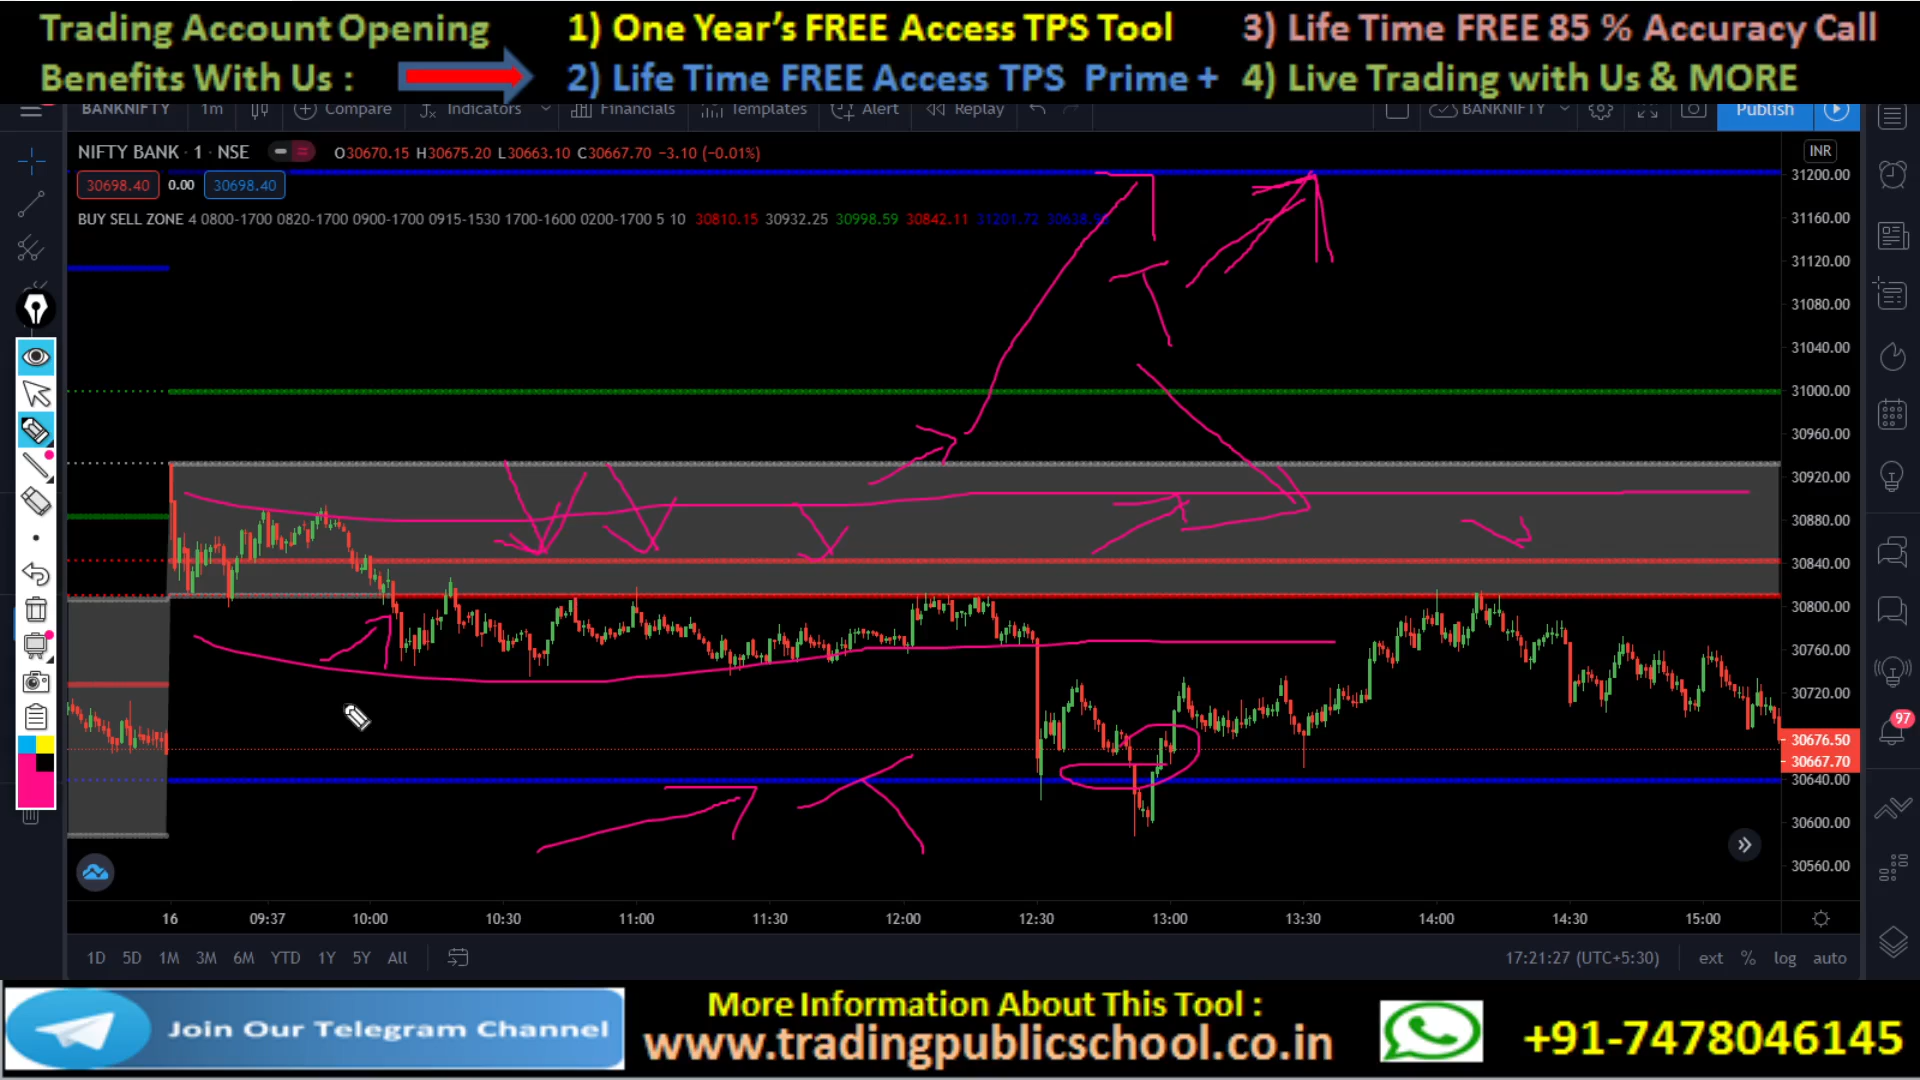 Trading Account Opening
Benefits With Us :
1) One Year's FREE Access TPS Tool
2) Life Time FREE Access TPS Prime +
3) Life Time FREE 85 % Accuracy Call
4) Live Trading with Us & MORE
BANKNIFTY 1m Compare Indicators Financials Templates Alert Replay BANKNIFTY Publish
NIFTY BANK · 1 · NSE O30670.15 H30675.20 L30663.10 C30667.70 −3.10 (−0.01%)
INR
30698.40 0.00 30698.40
BUY SELL ZONE 4 0800-1700 0820-1700 0900-1700 0915-1530 1700-1600 0200-1700 5 10 30810.15 30932.25 30998.59 30842.11 31201.72
31200.00
31160.00
31120.00
31080.00
31040.00
31000.00
30960.00
30920.00
30880.00
30840.00
30800.00
30760.00
30720.00
30676.50
30667.70
30640.00
30600.00
30560.00
97
16 09:37 10:00 10:30 11:00 11:30 12:00 12:30 13:00 13:30 14:00 14:30 15:00
1D 5D 1M 3M 6M YTD 1Y 5Y All 17:21:27 (UTC+5:30) ext % log auto
Join Our Telegram Channel
More Information About This Tool :
www.tradingpublicschool.co.in
+91-7478046145